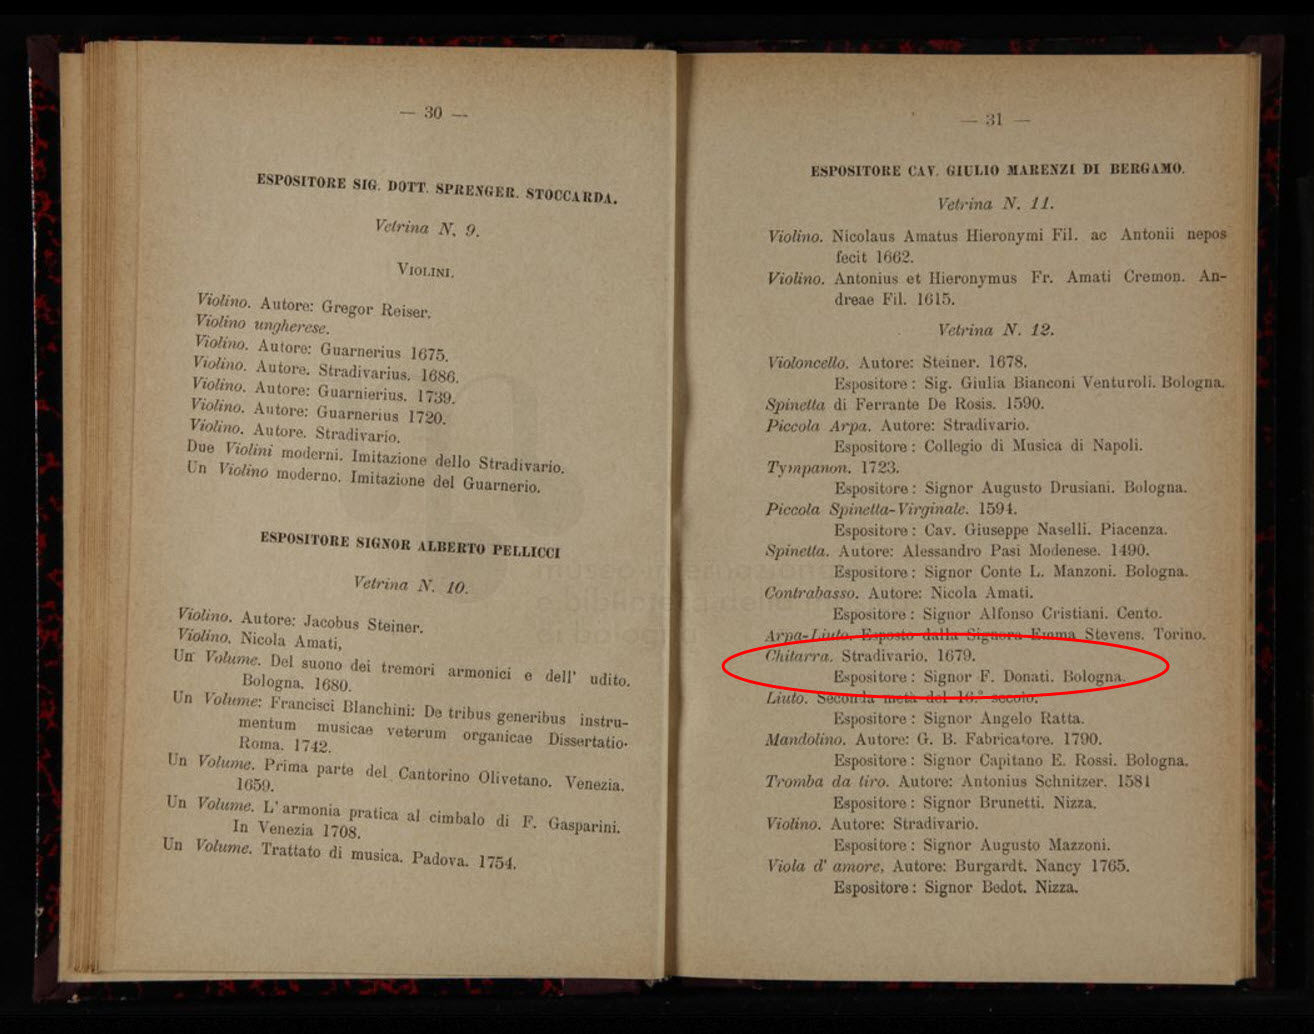 — 30 —
ESPOSITORE SIG. DOTT. SPRENGER. STOCCARDA.
Vetrina N. 9.
VIOLINI.
Violino. Autore: Gregor Reiser.
Violino ungherese.
Violino. Autore: Guarnerius 1675.
Violino. Autore. Stradivarius. 1686.
Violino. Autore: Guarnierius. 1739.
Violino. Autore: Guarnerius 1720.
Violino. Autore. Stradivario.
Due Violini moderni. Imitazione dello Stradivario.
Un Violino moderno. Imitazione del Guarnerio.
ESPOSITORE SIGNOR ALBERTO PELLICCI
Vetrina N. 10.
Violino. Autore: Jacobus Steiner.
Violino. Nicola Amati,
Un Volume. Del suono dei tremori armonici e dell' udito.
Bologna. 1680.
Un Volume: Francisci Blanchini: De tribus generibus instru-
mentum musicae veterum organicae Dissertatio-
Roma. 1742.
Un Volume. Prima parte del Cantorino Olivetano. Venezia.
1659.
Un Volume. L' armonia pratica al cimbalo di F. Gasparini.
In Venezia 1708.
Un Volume. Trattato di musica. Padova. 1754.
— 31 —
ESPOSITORE CAV. GIULIO MARENZI DI BERGAMO.
Vetrina N. 11.
Violino. Nicolaus Amatus Hieronymi Fil. ac Antonii nepos
fecit 1662.
Violino. Antonius et Hieronymus Fr. Amati Cremon. An-
dreae Fil. 1615.
Vetrina N. 12.
Violoncello. Autore: Steiner. 1678.
Espositore: Sig. Giulia Bianconi Venturoli. Bologna.
Spinetta di Ferrante De Rosis. 1590.
Piccola Arpa. Autore: Stradivario.
Espositore: Collegio di Musica di Napoli.
Tympanon. 1723.
Espositore: Signor Augusto Drusiani. Bologna.
Piccola Spinetta-Virginale. 1594.
Espositore: Cav. Giuseppe Naselli. Piacenza.
Spinetta. Autore: Alessandro Pasi Modenese. 1490.
Espositore: Signor Conte L. Manzoni. Bologna.
Contrabasso. Autore: Nicola Amati.
Espositore: Signor Alfonso Cristiani. Cento.
Arpa-Liuto. Esposto dalla Signora Emma Stevens. Torino.
Chitarra. Stradivario. 1679.
Espositore: Signor F. Donati. Bologna.
Liuto. Seconda metà del 16.° secolo.
Espositore: Signor Angelo Ratta.
Mandolino. Autore: G. B. Fabricatore. 1790.
Espositore: Signor Capitano E. Rossi. Bologna.
Tromba da tiro. Autore: Antonius Schnitzer. 1581
Espositore: Signor Brunetti. Nizza.
Violino. Autore: Stradivario.
Espositore: Signor Augusto Mazzoni.
Viola d' amore, Autore: Burgardt. Nancy 1765.
Espositore: Signor Bedot. Nizza.